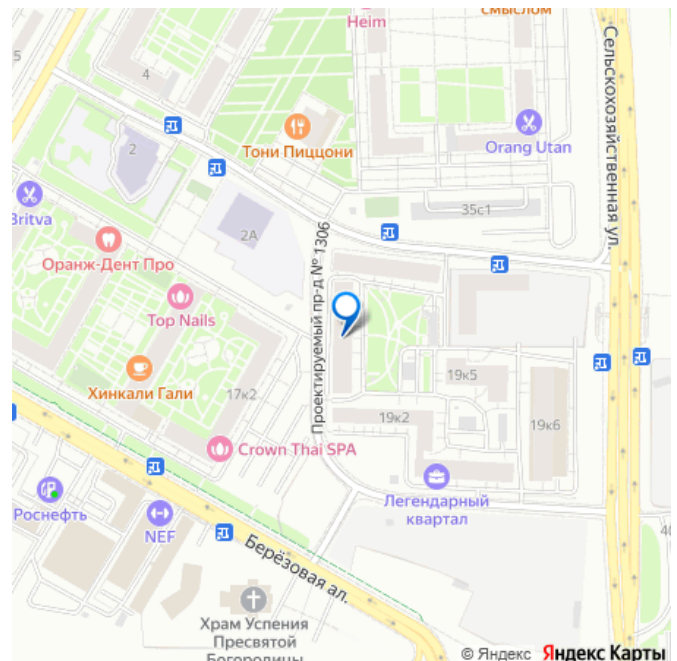 Heim
смыслом
5
4
2
Тони Пиццони
Orang Utan
Сельскохозяйственная ул.
Britva
2А
35с1
Оранж-Дент Про
Проектируемый пр-д № 1306
Top Nails
Хинкали Гали
17к2
19к5
19к2
19к6
Crown Thai SPA
Легендарный
квартал
Роснефть
NEF
Берёзовая ал.
40
Храм Успения
Пресвятой
Богородицы
© Яндекс Яндекс Карты